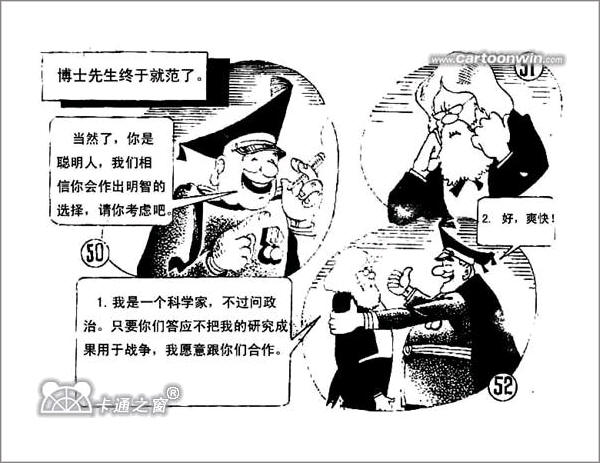 www.cartoonwin.com
博士先生终于就范了。
当然了，你是
聪明人，我们相
信你会作出明智的
选择，请你考虑吧。
50
51
2. 好，爽快！
1. 我是一个科学家，不过问政
治。只要你们答应不把我的研究成
果用于战争，我愿意跟你们合作。
52
卡通之窗®